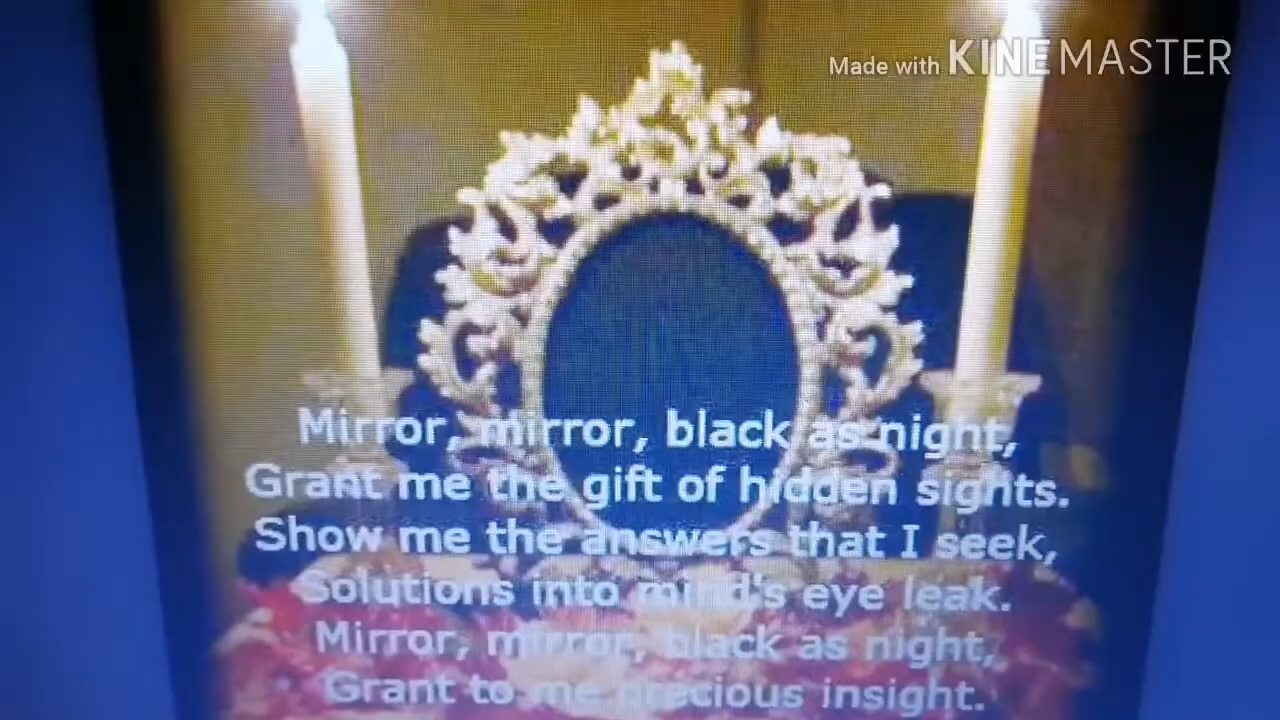 Made with KINEMASTER
Mirror, mirror, black as night,
Grant me the gift of hidden sights.
Show me the answers that I seek,
Solutions into mind's eye leak.
Mirror, mirror, black as night,
Grant to me precious insight.